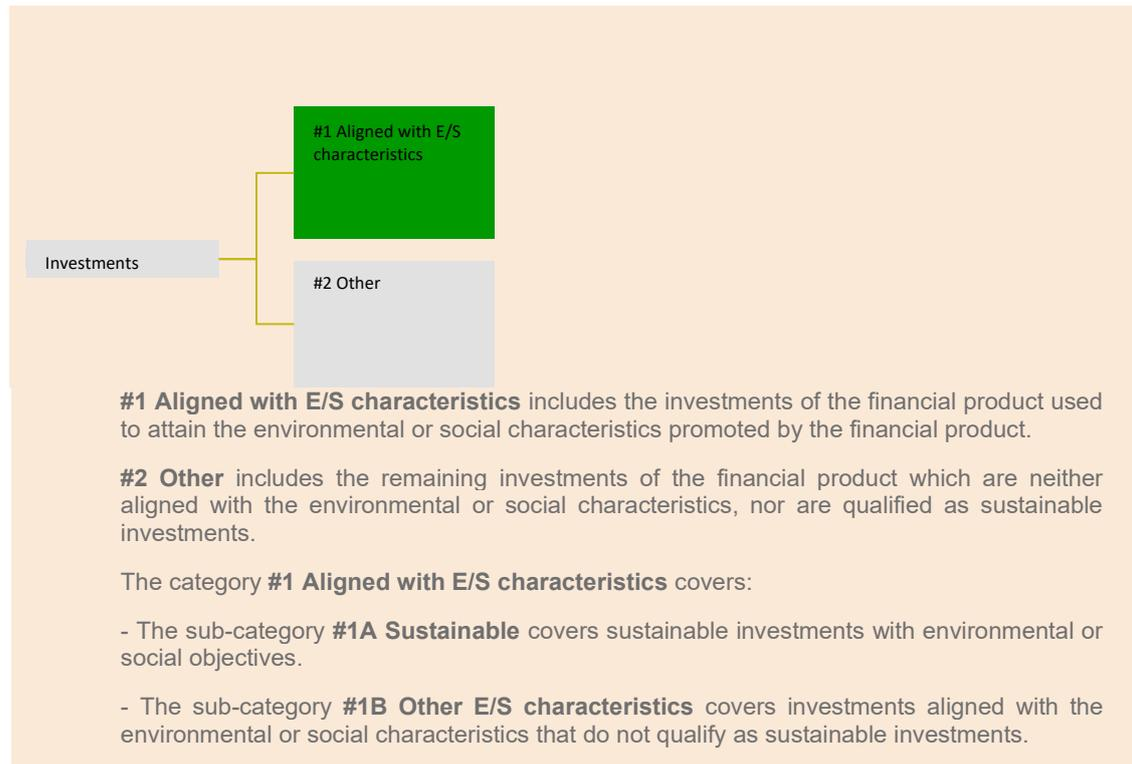 #1 Aligned with E/S
characteristics
Investments
#2 Other
#1 Aligned with E/S characteristics includes the investments of the financial product used
to attain the environmental or social characteristics promoted by the financial product.
#2 Other includes the remaining investments of the financial product which are neither
aligned with the environmental or social characteristics, nor are qualified as sustainable
investments.
The category #1 Aligned with E/S characteristics covers:
- The sub-category #1A Sustainable covers sustainable investments with environmental or
social objectives.
- The sub-category #1B Other E/S characteristics covers investments aligned with the
environmental or social characteristics that do not qualify as sustainable investments.